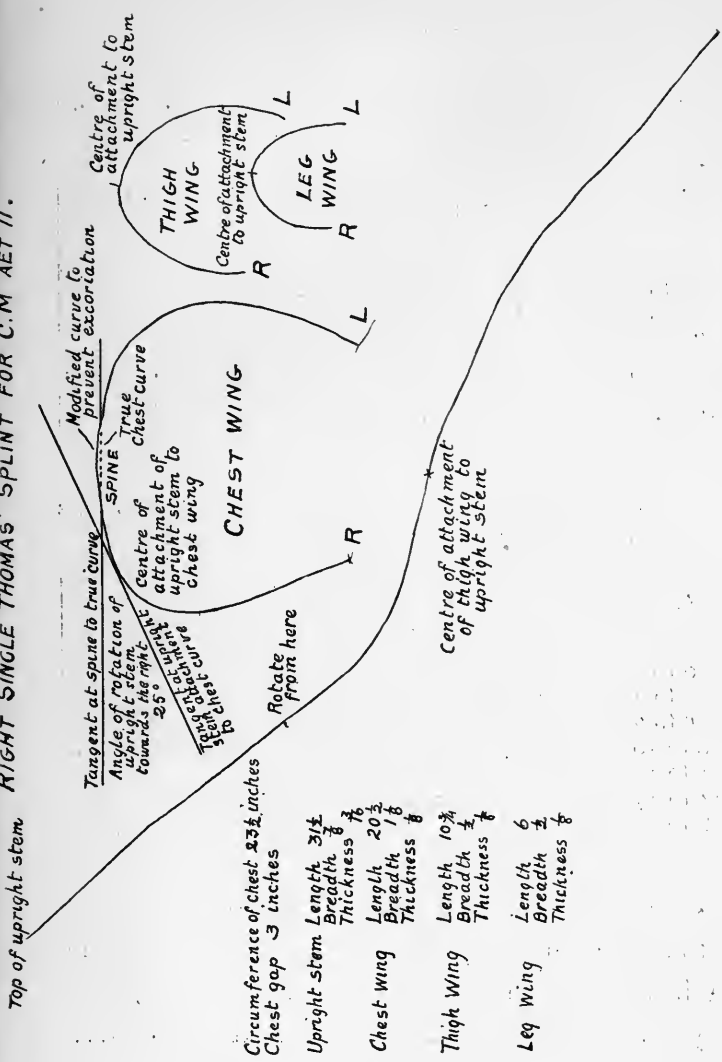 RIGHT SINGLE THOMAS' SPLINT FOR C.M AET 11.
Top of upright stem
Tangent at spine to true curve
Angle of rotation of
upright stem
towards the right
25°
Tangent at upright
stem attachment
to chest curve
Modified curve to
prevent excoriation
SPINE
True
chest curve
Centre of
attachment of
upright stem to
chest wing
CHEST WING
R
L
Centre of
attachment to
upright stem
THIGH
WING
R
L
Centre of attachment
to upright stem
LEG
WING
R
L
Rotate
from here
Centre of attachment
of thigh wing to
upright stem
Circumference of chest 23½ inches
Chest gap 3 inches
Upright stem Length 31½
Breadth ⅞
Thickness 3/16
Chest Wing Length 20½
Breadth 1⅛
Thickness ⅛
Thigh Wing Length 10¾
Breadth ½
Thickness ⅛
Leg Wing Length 6
Breadth ½
Thickness ⅛